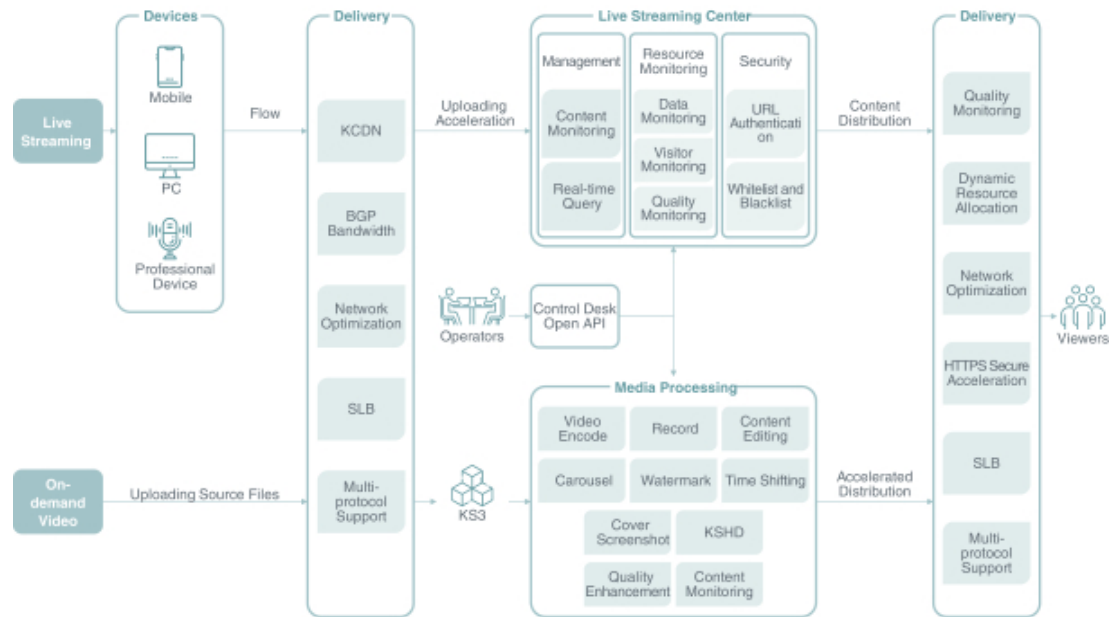 Devices
Delivery
Live Streaming Center
Delivery
Live
Streaming
Mobile
PC
Professional
Device
Flow
KCDN
BGP
Bandwidth
Network
Optimization
SLB
Multi-
protocol
Support
Uploading
Acceleration
Management
Content
Monitoring
Real-time
Query
Resource
Monitoring
Data
Monitoring
Visitor
Monitoring
Quality
Monitoring
Security
URL
Authenticati
on
Whitelist and
Blacklist
Content
Distribution
Operators
Control Desk
Open API
On-
demand
Video
Uploading Source Files
KS3
Media Processing
Video
Encode
Record
Content
Editing
Carousel
Watermark
Time Shifting
Cover
Screenshot
KSHD
Quality
Enhancement
Content
Monitoring
Accelerated
Distribution
Quality
Monitoring
Dynamic
Resource
Allocation
Network
Optimization
HTTPS Secure
Acceleration
SLB
Multi-
protocol
Support
Viewers